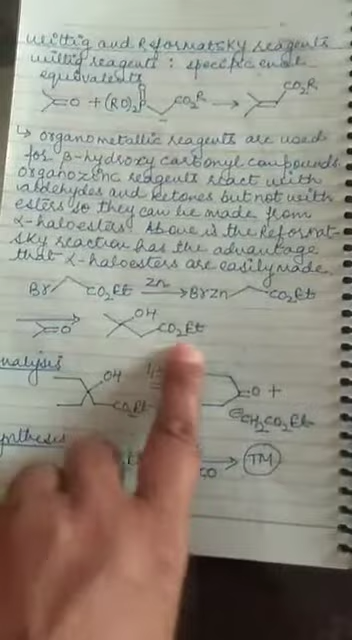 Wittig and Reformatsky reagents
Wittig reagents : specific enol
equivalents
=O + (RO)2P CO2R → CO2R
O
↳ organometallic reagents are used
for β-hydroxy carbonyl compounds.
Organozinc reagents react with
aldehydes and ketones but not with
esters so they can be made from
α-haloesters. Above is the Reformat-
sky reaction has the advantage
that α-haloesters are easily made.
Br CO2Et Zn → BrZn CO2Et
→ OH
=O CO2Et
nalysis
OH =O +
CO2Et ⊖CH2CO2Et
ynthesis
CO → TM